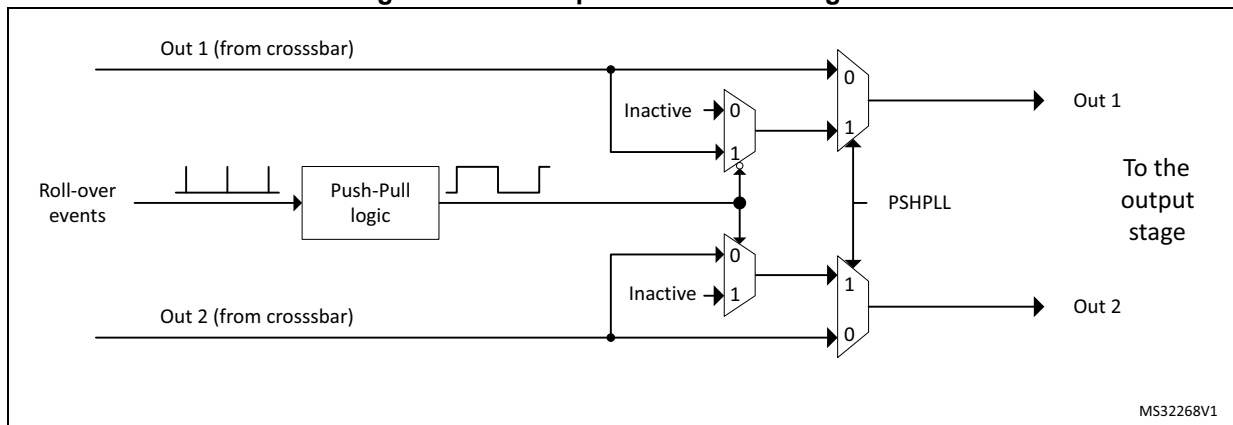 Out 1 (from crosssbar)
0
Inactive
0
Out 1
1
1
Roll-over
events
Push-Pull
logic
PSHPLL
To the
output
stage
0
1
Inactive
1
Out 2
Out 2 (from crosssbar)
0
MS32268V1